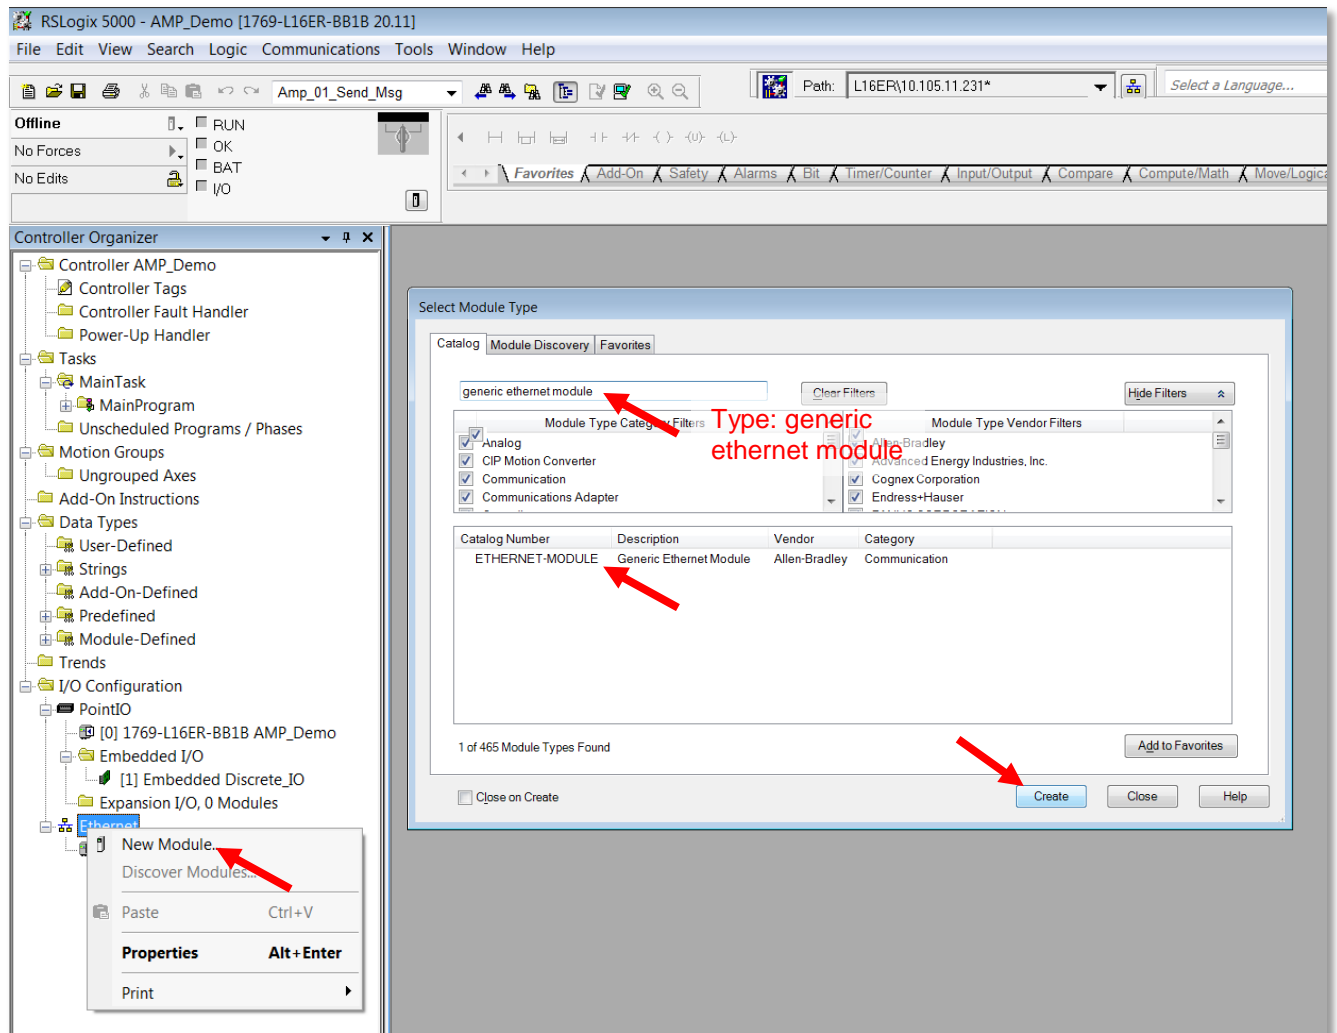 RSLogix 5000 - AMP_Demo [1769-L16ER-BB1B 20.11]
File Edit View Search Logic Communications Tools Window Help
Amp_01_Send_Msg
Path: L16ER\10.105.11.231*
Select a Language...
Offline
RUN
No Forces
OK
No Edits
BAT
I/O
Favorites Add-On Safety Alarms Bit Timer/Counter Input/Output Compare Compute/Math Move/Logica
Controller Organizer
Controller AMP_Demo
Controller Tags
Controller Fault Handler
Power-Up Handler
Tasks
MainTask
MainProgram
Unscheduled Programs / Phases
Motion Groups
Ungrouped Axes
Add-On Instructions
Data Types
User-Defined
Strings
Add-On-Defined
Predefined
Module-Defined
Trends
I/O Configuration
PointIO
[0] 1769-L16ER-BB1B AMP_Demo
Embedded I/O
[1] Embedded Discrete_IO
Expansion I/O, 0 Modules
Ethernet
New Module...
Discover Modules...
Paste Ctrl+V
Properties Alt+Enter
Print
Select Module Type
Catalog Module Discovery Favorites
generic ethernet module
Clear Filters
Hide Filters
Type: generic
ethernet module
Module Type Category Filters
Module Type Vendor Filters
Analog
Allen-Bradley
CIP Motion Converter
Advanced Energy Industries, Inc.
Communication
Cognex Corporation
Communications Adapter
Endress+Hauser
Catalog Number Description Vendor Category
ETHERNET-MODULE Generic Ethernet Module Allen-Bradley Communication
1 of 465 Module Types Found
Add to Favorites
Close on Create
Create Close Help